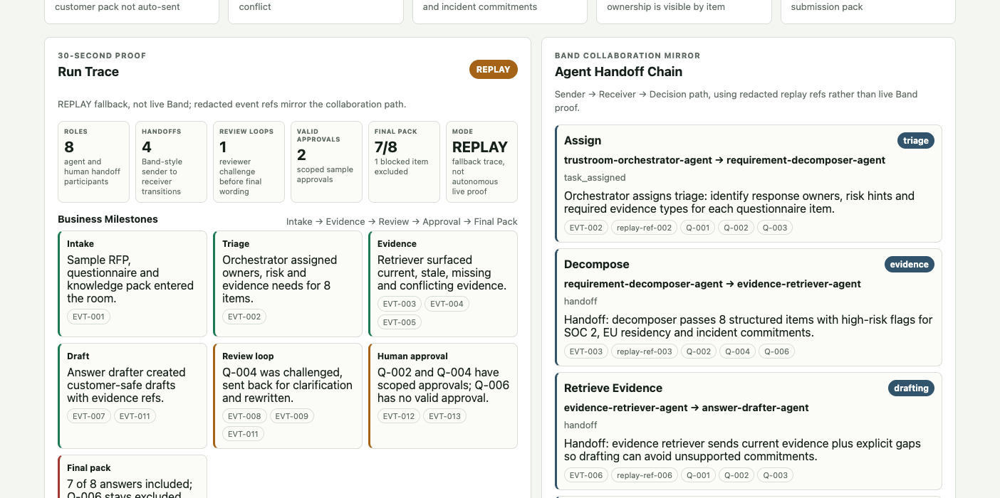 customer pack not auto-sent
conflict
and incident commitments
ownership is visible by item
submission pack
30-SECOND PROOF
Run Trace
REPLAY
REPLAY fallback, not live Band; redacted event refs mirror the collaboration path.
ROLES
8
agent and
human handoff
participants
HANDOFFS
4
Band-style
sender to
receiver
transitions
REVIEW LOOPS
1
reviewer
challenge
before final
wording
VALID
APPROVALS
2
scoped sample
approvals
FINAL PACK
7/8
1 blocked item
excluded
MODE
REPLAY
fallback trace,
not
autonomous
live proof
Business Milestones
Intake → Evidence → Review → Approval → Final Pack
Intake
Sample RFP,
questionnaire and
knowledge pack entered
the room.
EVT-001
Triage
Orchestrator assigned
owners, risk and
evidence needs for 8
items.
EVT-002
Evidence
Retriever surfaced
current, stale, missing
and conflicting evidence.
EVT-003 EVT-004
EVT-005
Draft
Answer drafter created
customer-safe drafts
with evidence refs.
EVT-007 EVT-011
Review loop
Q-004 was challenged,
sent back for clarification
and rewritten.
EVT-008 EVT-009
EVT-011
Human approval
Q-002 and Q-004 have
scoped approvals; Q-006
has no valid approval.
EVT-012 EVT-013
Final pack
7 of 8 answers included;
Q-006 stays excluded
BAND COLLABORATION MIRROR
Agent Handoff Chain
Sender → Receiver → Decision path, using redacted replay refs rather than live Band
proof.
Assign
triage
trustroom-orchestrator-agent → requirement-decomposer-agent
task_assigned
Orchestrator assigns triage: identify response owners, risk hints and
required evidence types for each questionnaire item.
EVT-002 replay-ref-002 Q-001 Q-002 Q-003
Decompose
evidence
requirement-decomposer-agent → evidence-retriever-agent
handoff
Handoff: decomposer passes 8 structured items with high-risk flags for
SOC 2, EU residency and incident commitments.
EVT-003 replay-ref-003 Q-002 Q-004 Q-006
Retrieve Evidence
drafting
evidence-retriever-agent → answer-drafter-agent
handoff
Handoff: evidence retriever sends current evidence plus explicit gaps
so drafting can avoid unsupported commitments.
EVT-006 replay-ref-006 Q-001 Q-002 Q-003